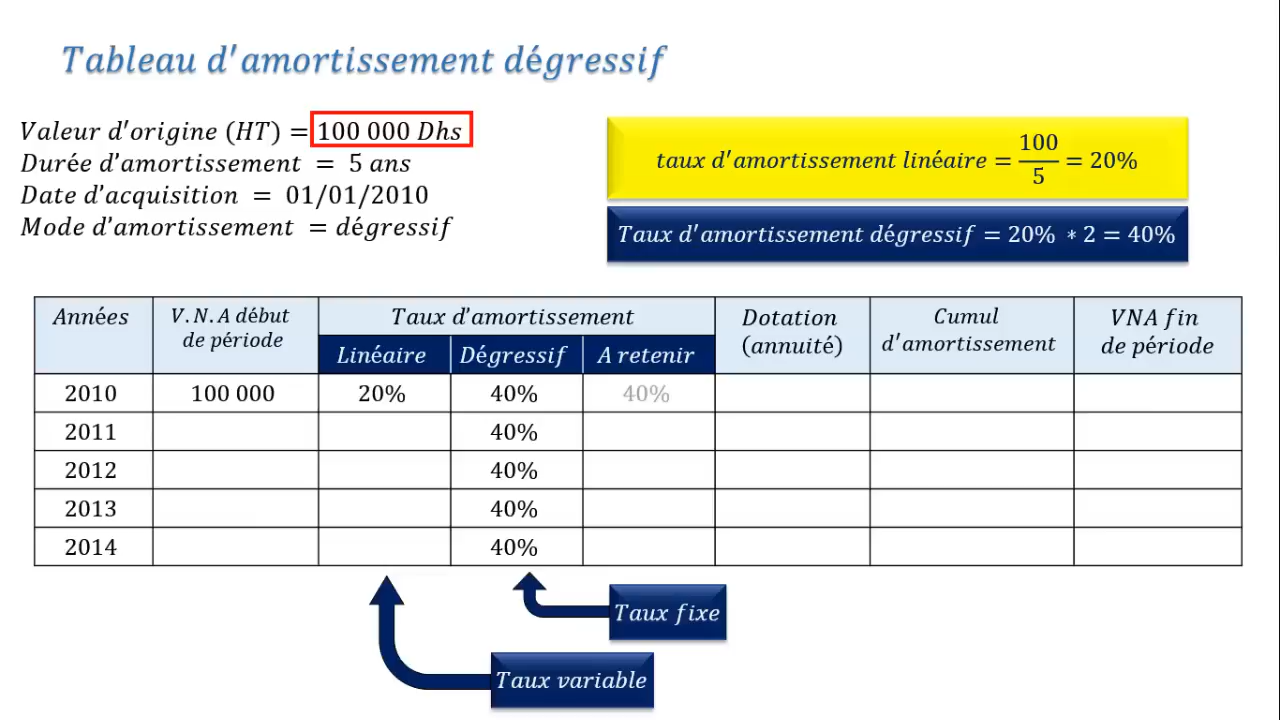 Tableau d'amortissement dégressif
Valeur d'origine (HT) = 100 000 Dhs
Durée d'amortissement = 5 ans
Date d'acquisition = 01/01/2010
Mode d'amortissement = dégressif
taux d'amortissement linéaire = 100/5 = 20%
Taux d'amortissement dégressif = 20% * 2 = 40%
Années V.N.A début de période Taux d'amortissement Dotation (annuité) Cumul d'amortissement VNA fin de période
Linéaire Dégressif A retenir
2010 100 000 20% 40% 40%
2011 40%
2012 40%
2013 40%
2014 40%
Taux fixe
Taux variable